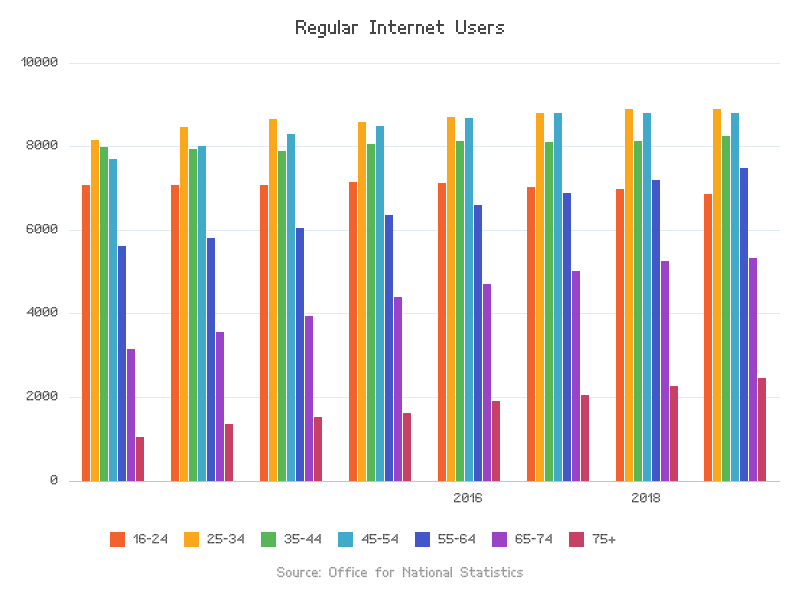 Regular Internet Users
10000
8000
6000
4000
2000
0
2016 2018
16-24 25-34 35-44 45-54 55-64 65-74 75+
Source: Office for National Statistics